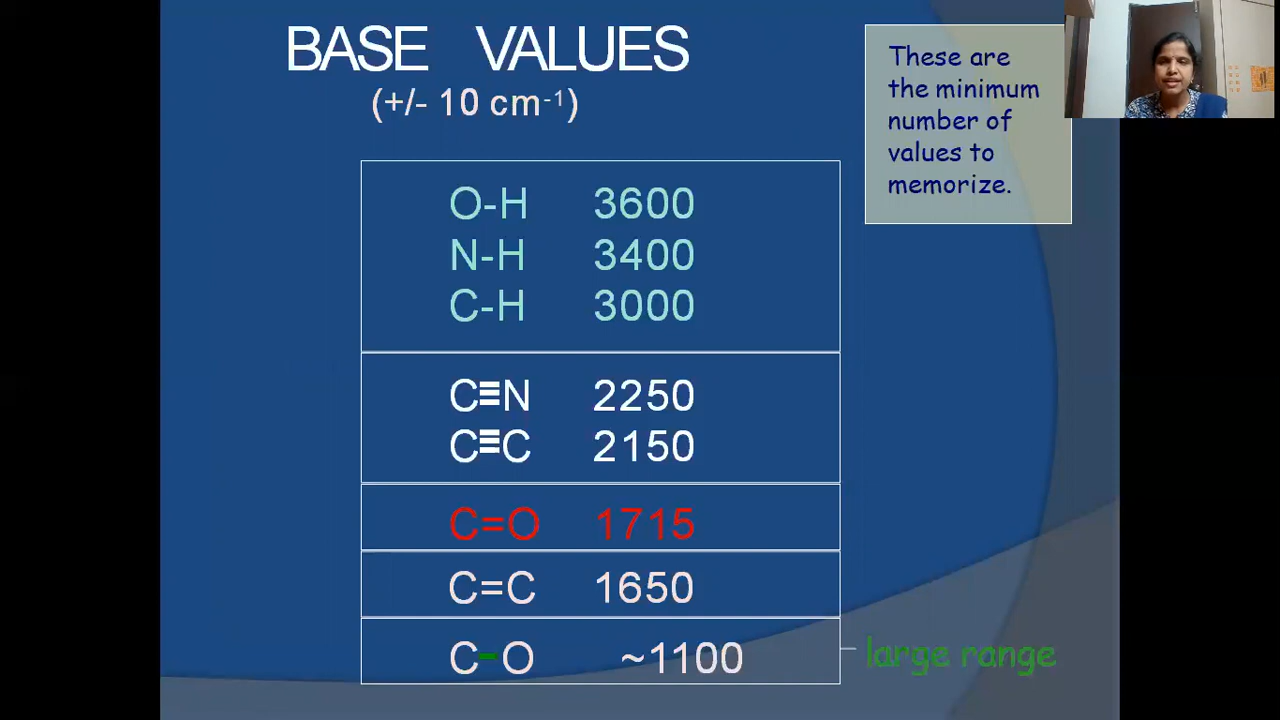 BASE VALUES
(+/- 10 cm⁻¹)
These are
the minimum
number of
values to
memorize.
O-H 3600
N-H 3400
C-H 3000
C≡N 2250
C≡C 2150
C=O 1715
C=C 1650
C-O ~1100
large range